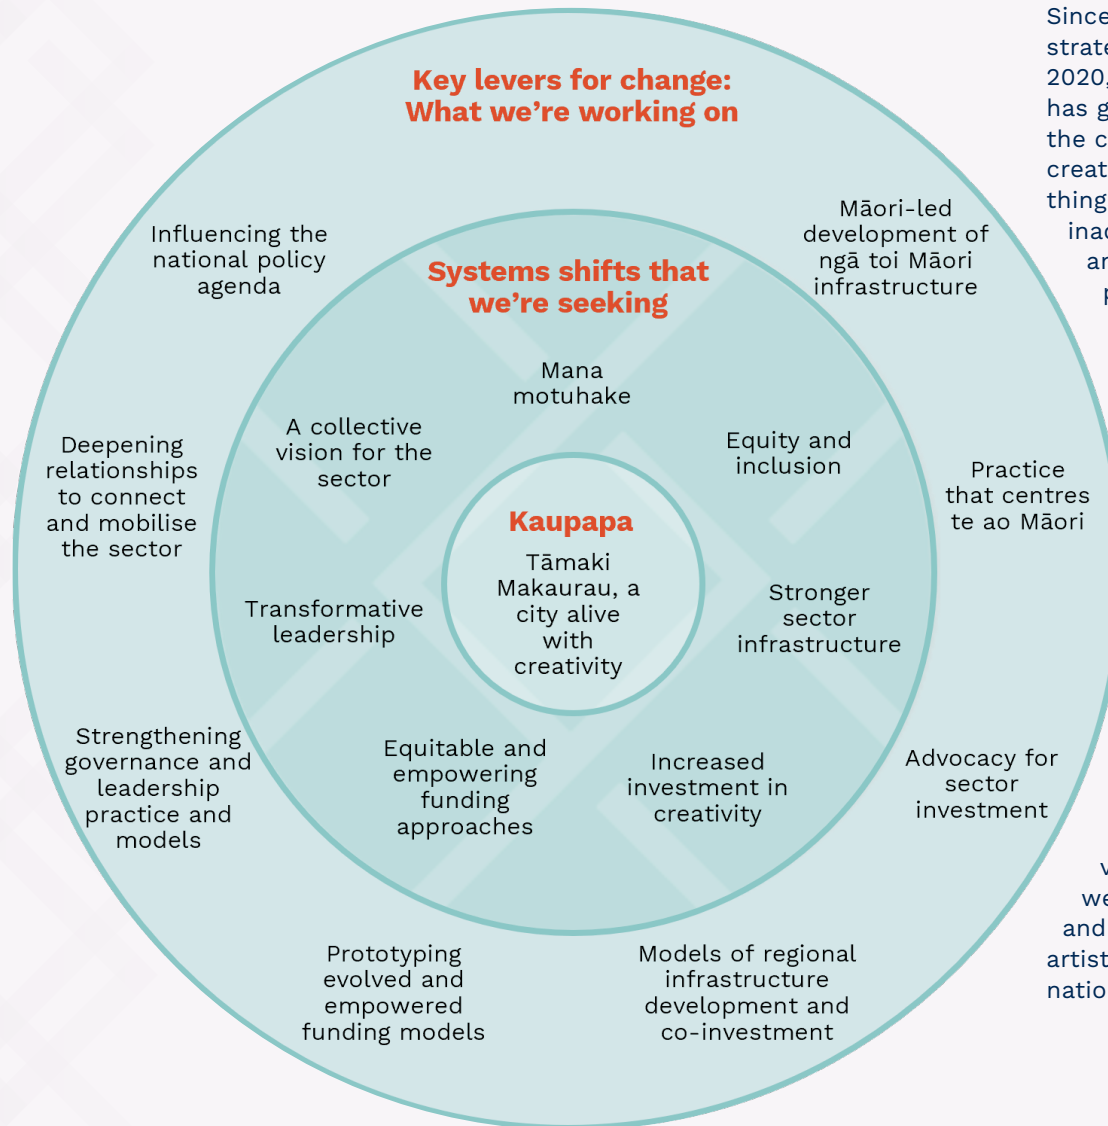 Key levers for change:
What we're working on
Influencing the
national policy
agenda
Māori-led
development of
ngā toi Māori
infrastructure
Practice
that centres
te ao Māori
Advocacy for
sector
investment
Models of regional
infrastructure
development and
co-investment
Prototyping
evolved and
empowered
funding models
Strengthening
governance and
leadership
practice and
models
Deepening
relationships
to connect
and mobilise
the sector
Systems shifts that
we're seeking
Mana
motuhake
Equity and
inclusion
Stronger
sector
infrastructure
Increased
investment in
creativity
Equitable and
empowering
funding
approaches
Transformative
leadership
A collective
vision for the
sector
Kaupapa
Tāmaki
Makaurau, a
city alive
with
creativity
Since
2020,
has
the
and